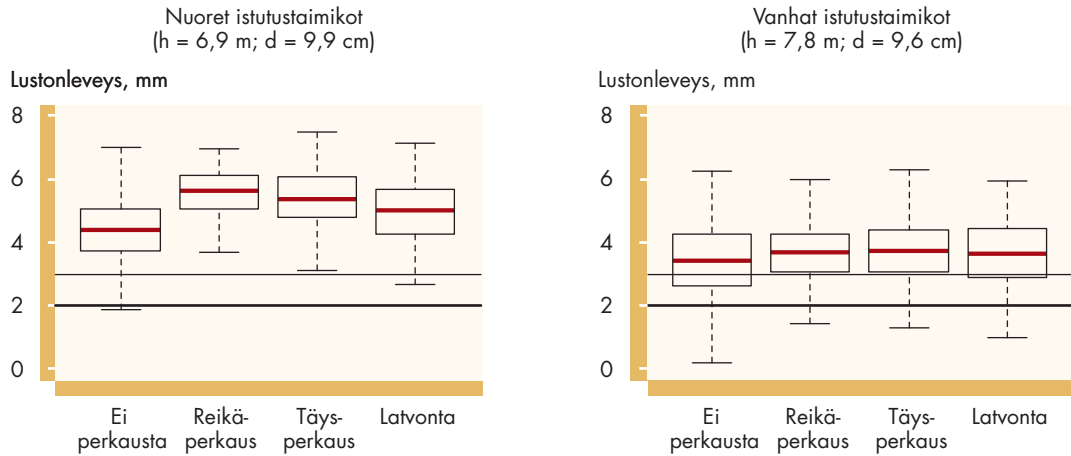 Nuoret istutustaimikot
(h = 6,9 m; d = 9,9 cm)
Lustonleveys, mm
8
6
4
2
0
Ei
perkausta
Reikä-
perkaus
Täys-
perkaus
Latvonta
Vanhat istutustaimikot
(h = 7,8 m; d = 9,6 cm)
Lustonleveys, mm
8
6
4
2
0
Ei
perkausta
Reikä-
perkaus
Täys-
perkaus
Latvonta